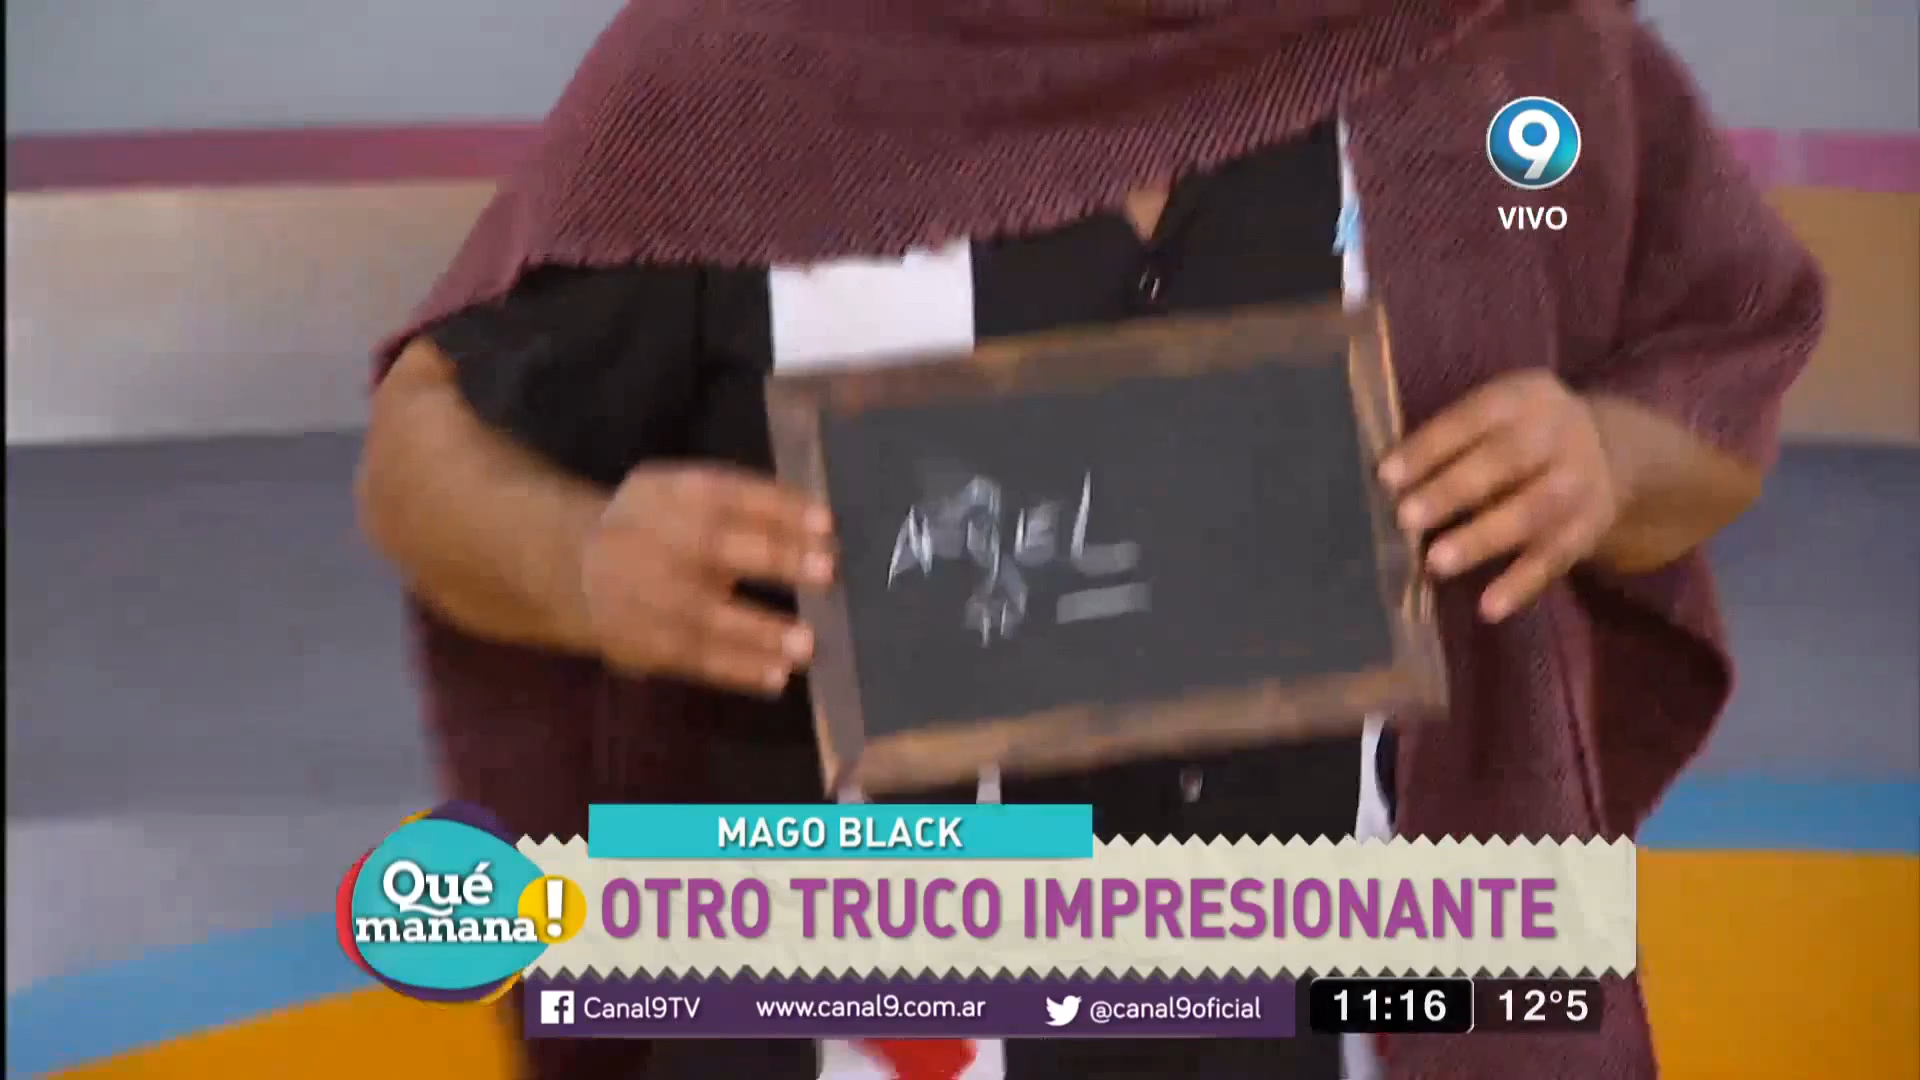 9
VIVO
ANGEL
MAGO BLACK
Qué mañana!
OTRO TRUCO IMPRESIONANTE
Canal9TV www.canal9.com.ar @canal9oficial 11:16 12°5